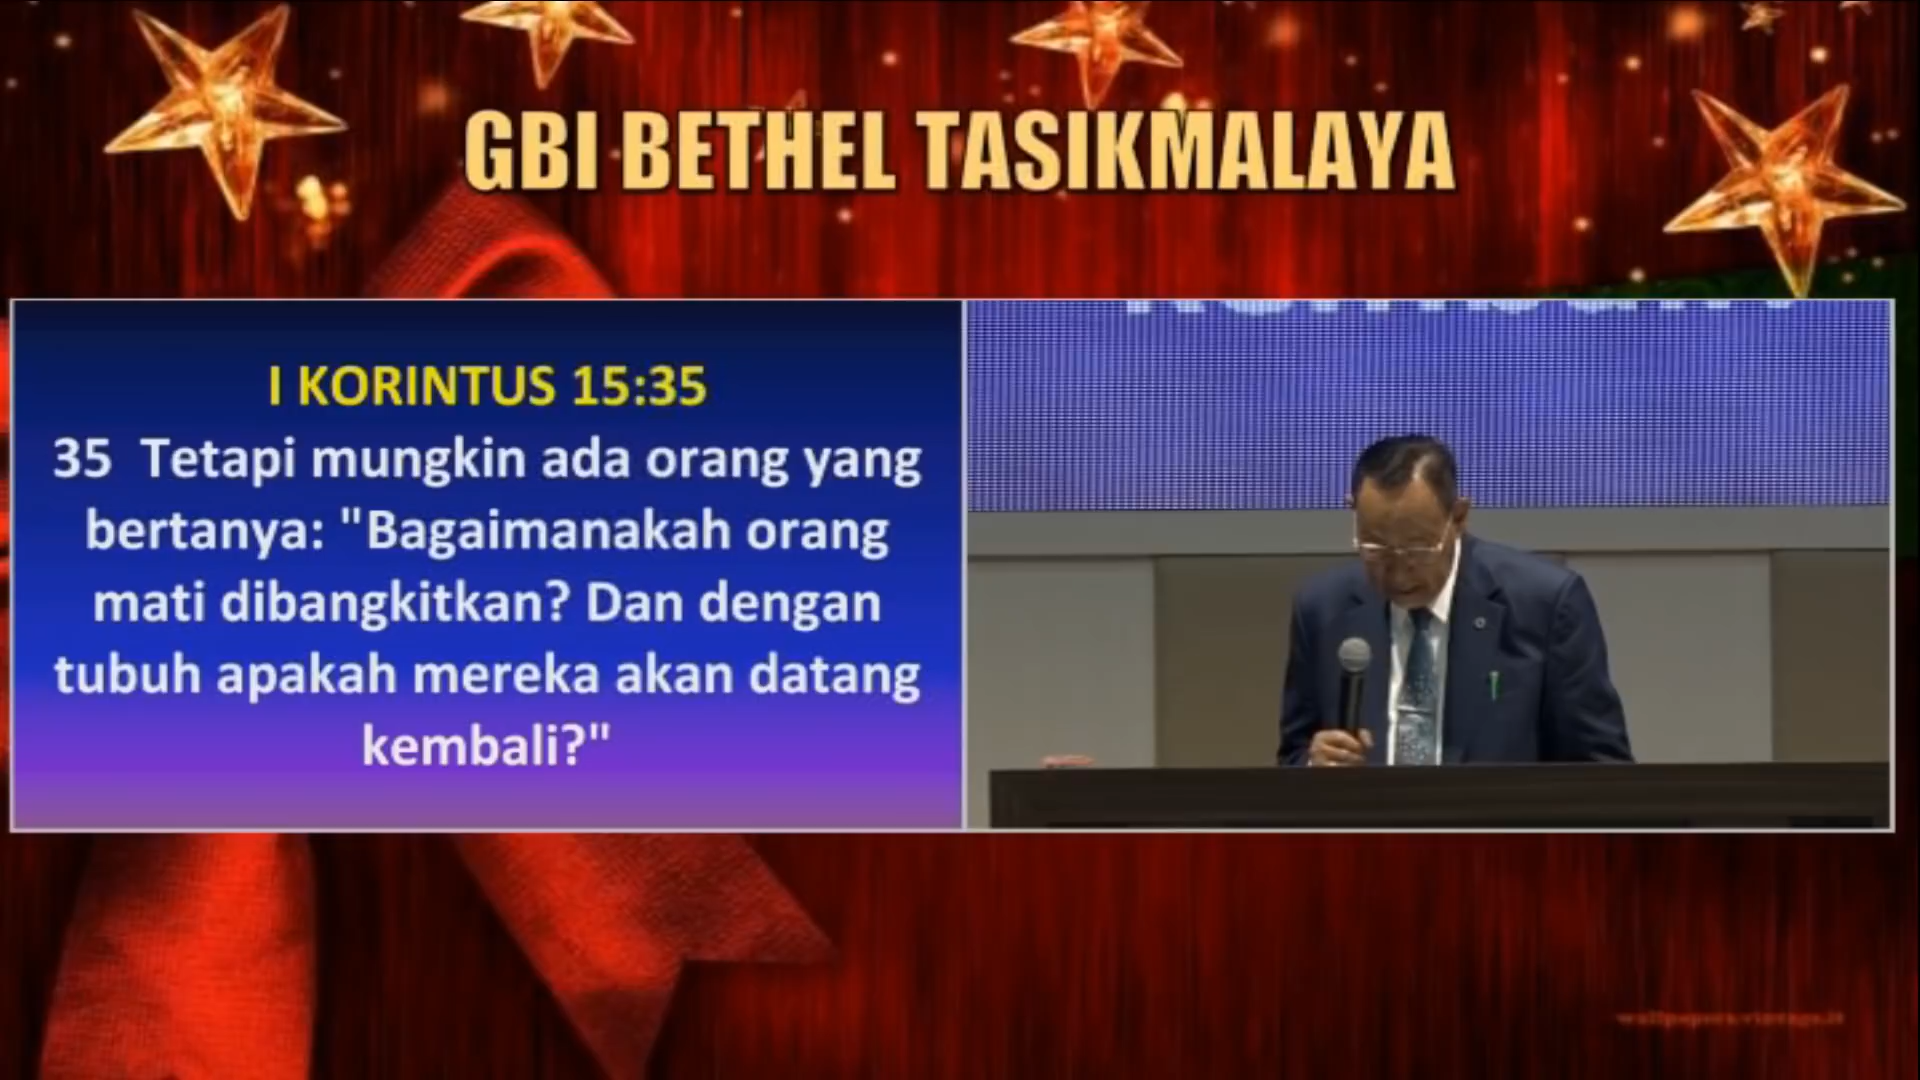 GBI BETHEL TASIKMALAYA
I KORINTUS 15:35
35 Tetapi mungkin ada orang yang
bertanya: "Bagaimanakah orang
mati dibangkitkan? Dan dengan
tubuh apakah mereka akan datang
kembali?"